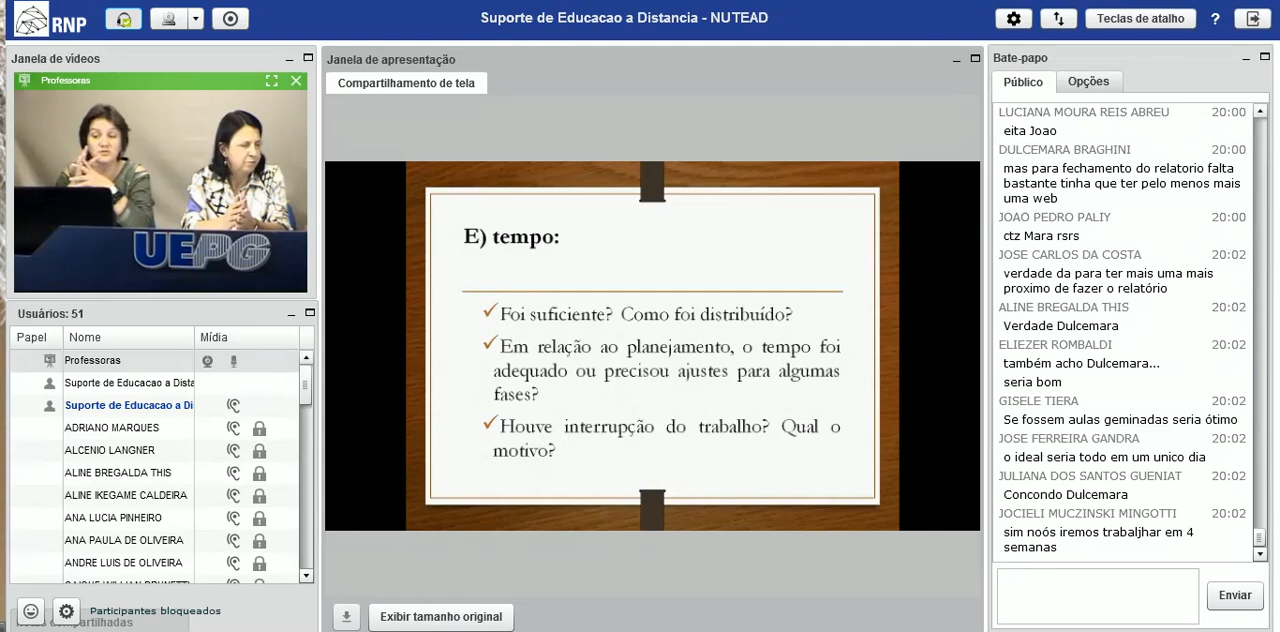 RNP
Suporte de Educacao a Distancia - NUTEAD
Teclas de atalho
?
Janela de vídeos
Professoras
UEPG
Usuários: 51
Papel Nome Mídia
Professoras
Suporte de Educacao a Dista
Suporte de Educacao a Di
ADRIANO MARQUES
ALCENIO LANGNER
ALINE BREGALDA THIS
ALINE IKEGAME CALDEIRA
ANA LUCIA PINHEIRO
ANA PAULA DE OLIVEIRA
ANDRE LUIS DE OLIVEIRA
Participantes bloqueados
Notas compartilhadas
Janela de apresentação
Compartilhamento de tela
E) tempo:
Foi suficiente? Como foi distribuído?
Em relação ao planejamento, o tempo foi
adequado ou precisou ajustes para algumas
fases?
Houve interrupção do trabalho? Qual o
motivo?
Exibir tamanho original
Bate-papo
Público Opções
LUCIANA MOURA REIS ABREU 20:00
eita Joao
DULCEMARA BRAGHINI 20:00
mas para fechamento do relatorio falta
bastante tinha que ter pelo menos mais
uma web
JOAO PEDRO PALIY 20:00
ctz Mara rsrs
JOSE CARLOS DA COSTA 20:02
verdade da para ter mais uma mais
proximo de fazer o relatório
ALINE BREGALDA THIS 20:02
Verdade Dulcemara
ELIEZER ROMBALDI 20:02
também acho Dulcemara...
seria bom
GISELE TIERA 20:02
Se fossem aulas geminadas seria ótimo
JOSE FERREIRA GANDRA 20:02
o ideal seria todo em um unico dia
JULIANA DOS SANTOS GUENIAT 20:02
Concondo Dulcemara
JOCIELI MUCZINSKI MINGOTTI 20:02
sim noós iremos trabaljhar em 4
semanas
Enviar